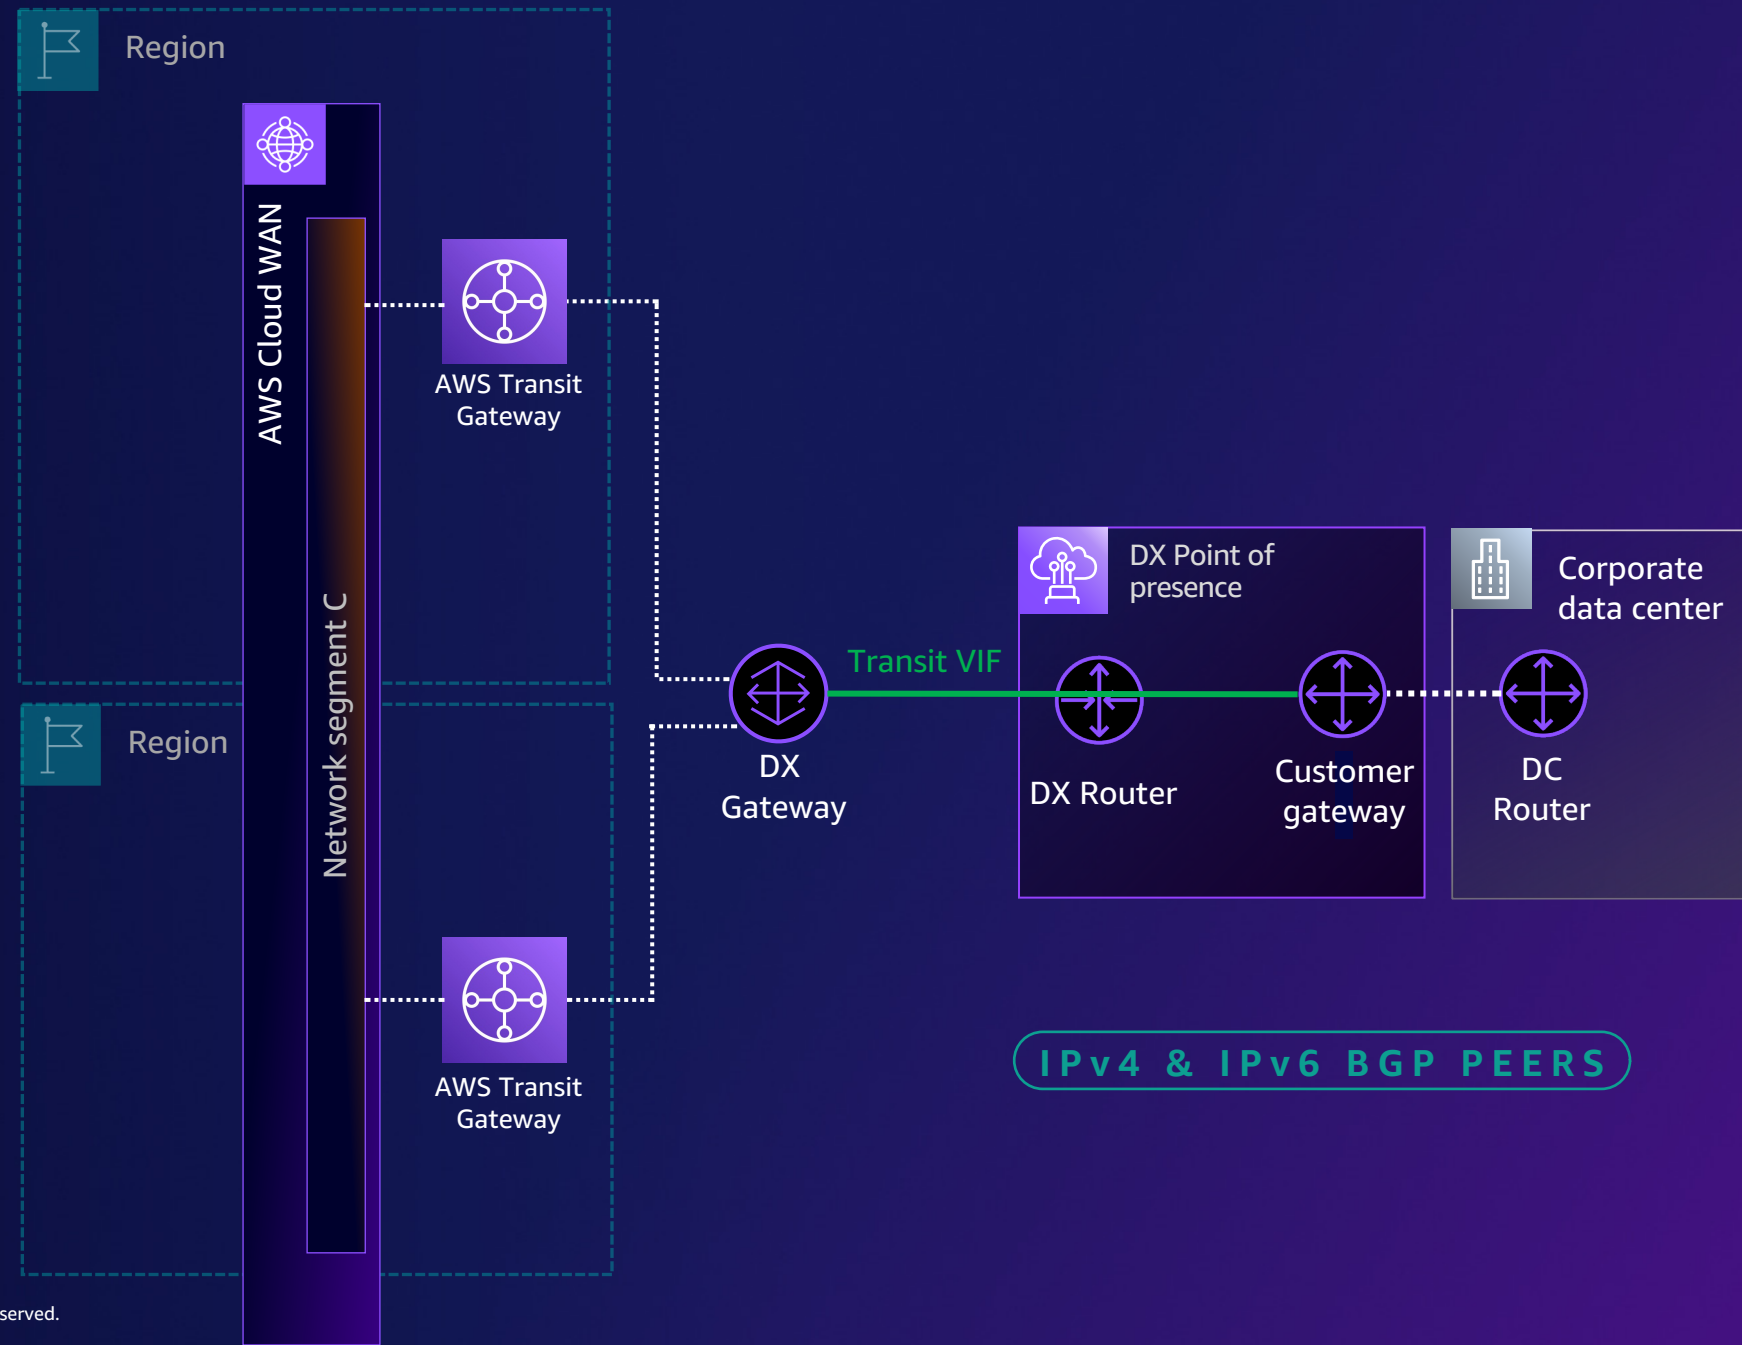 Region
AWS Cloud WAN
AWS Transit
Gateway
Network segment C
DX Point of
presence
Corporate
data center
Transit VIF
Region
DX
Gateway
DX Router
Customer
gateway
DC
Router
IPv4 & IPv6 BGP PEERS
AWS Transit
Gateway
served.